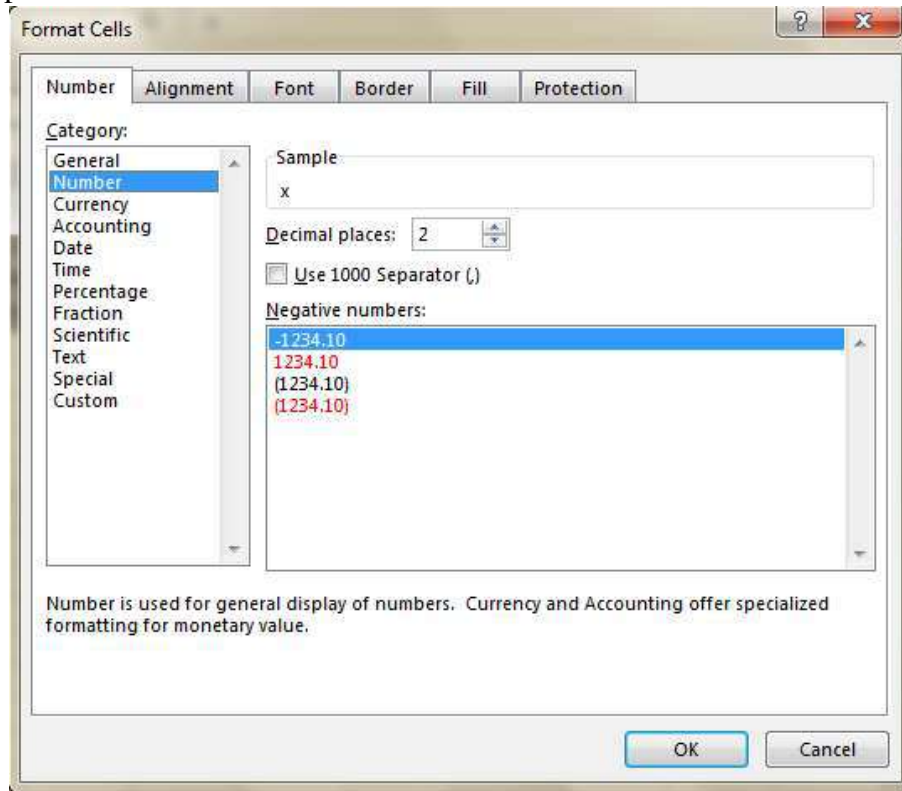 Format Cells
Number Alignment Font Border Fill Protection
Category:
General
Number
Currency
Accounting
Date
Time
Percentage
Fraction
Scientific
Text
Special
Custom
Sample
x
Decimal places: 2
Use 1000 Separator (,)
Negative numbers:
-1234.10
1234.10
(1234.10)
(1234.10)
Number is used for general display of numbers. Currency and Accounting offer specialized
formatting for monetary value.
OK Cancel